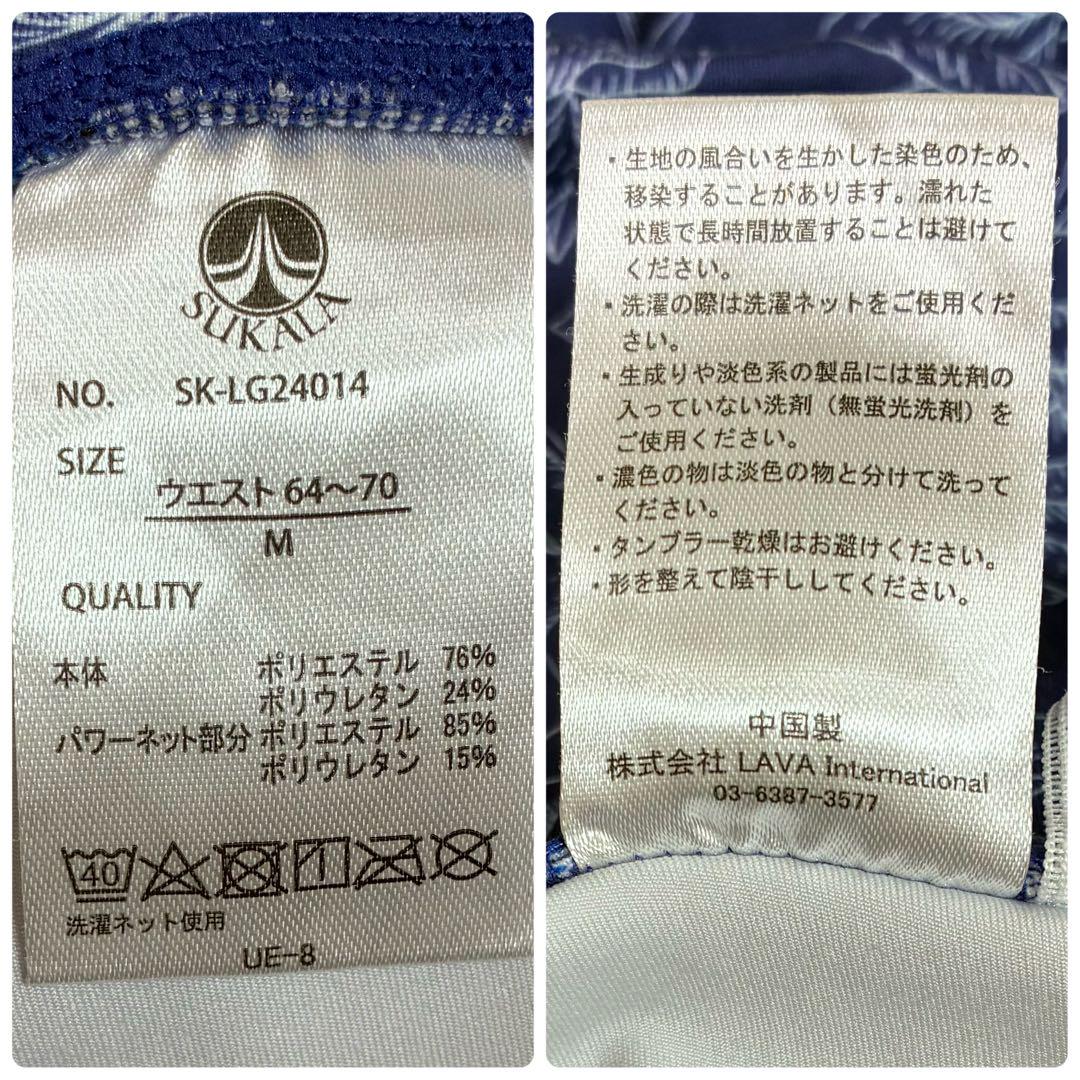 SUKALA
NO. SK-LG24014
SIZE
ウエスト 64〜70
M
QUALITY
本体 ポリエステル 76%
ポリウレタン 24%
パワーネット部分 ポリエステル 85%
ポリウレタン 15%
40
洗濯ネット使用
UE-8
・生地の風合いを生かした染色のため、
移染することがあります。濡れた
状態で長時間放置することは避けて
ください。
・洗濯の際は洗濯ネットをご使用くだ
さい。
・生成りや淡色系の製品には蛍光剤の
入っていない洗剤（無蛍光洗剤）を
ご使用ください。
・濃色の物は淡色の物と分けて洗って
ください。
・タンブラー乾燥はお避けください。
・形を整えて陰干ししてください。
中国製
株式会社 LAVA International
03-6387-3577